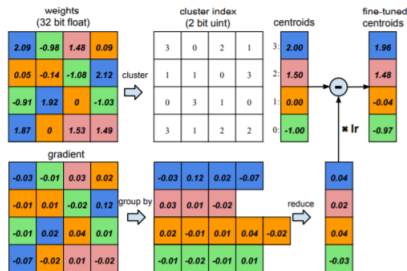 weights
(32 bit float)
cluster index
(2 bit uint)
centroids
fine-tuned
centroids
2.09 -0.98 1.48 0.09
0.05 -0.14 -1.08 2.12
-0.91 1.92 0 -1.03
1.87 0 1.53 1.49
cluster
3 0 2 1
1 1 0 3
0 3 1 0
3 1 2 2
3: 2.00
2: 1.50
1: 0.00
0: -1.00
-
1.96
1.48
-0.04
-0.97
× lr
gradient
-0.03 -0.01 0.03 0.02
-0.01 0.01 -0.02 0.12
-0.01 0.02 0.04 0.01
-0.07 -0.02 0.01 -0.02
group by
-0.03 0.12 0.02 -0.07
0.03 0.01 -0.02
0.02 -0.01 0.01 0.04 -0.02
-0.01 -0.02 -0.01 0.01
reduce
0.04
0.02
0.04
-0.03